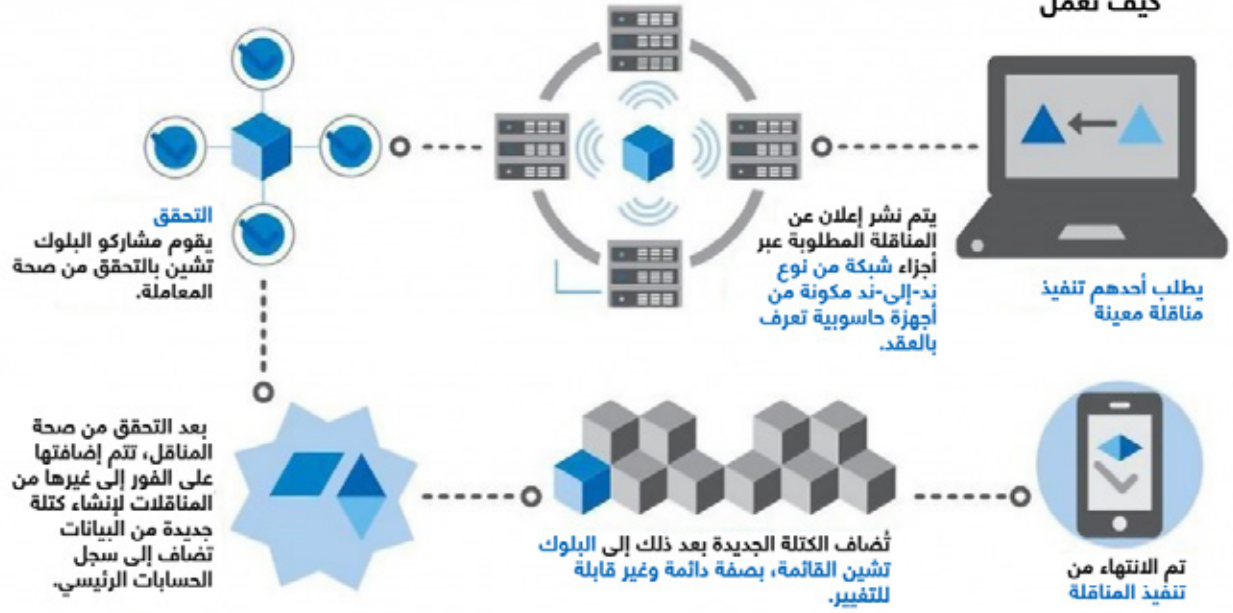 كيف تعمل
يطلب أحدهم تنفيذ
مناقلة معينة
يتم نشر إعلان عن
المناقلة المطلوبة عبر
أجزاء شبكة من نوع
ند-إلى-ند مكونة من
أجهزة حاسوبية تعرف
بالعقد.
التحقق
يقوم مشاركو البلوك
تشين بالتحقق من صحة
المعاملة.
بعد التحقق من صحة
المناقل، تتم إضافتها
على الفور إلى غيرها من
المناقلات لإنشاء كتلة
جديدة من البيانات
تضاف إلى سجل
الحسابات الرئيسي.
تُضاف الكتلة الجديدة بعد ذلك إلى البلوك
تشين القائمة، بصفة دائمة وغير قابلة
للتغيير.
تم الانتهاء من
تنفيذ المناقلة